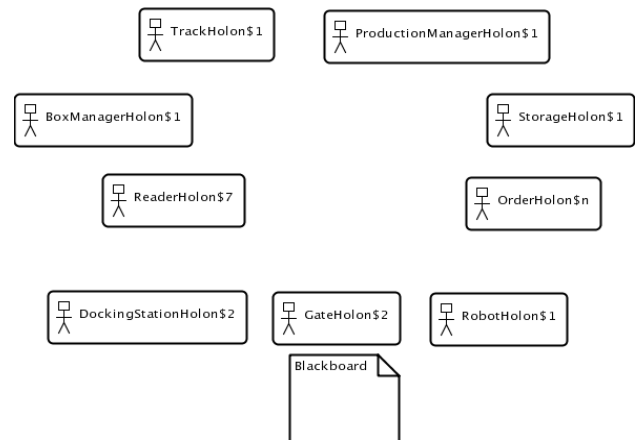 TrackHolon$1
ProductionManagerHolon$1
BoxManagerHolon$1
StorageHolon$1
ReaderHolon$7
OrderHolon$n
DockingStationHolon$2
GateHolon$2
RobotHolon$1
Blackboard